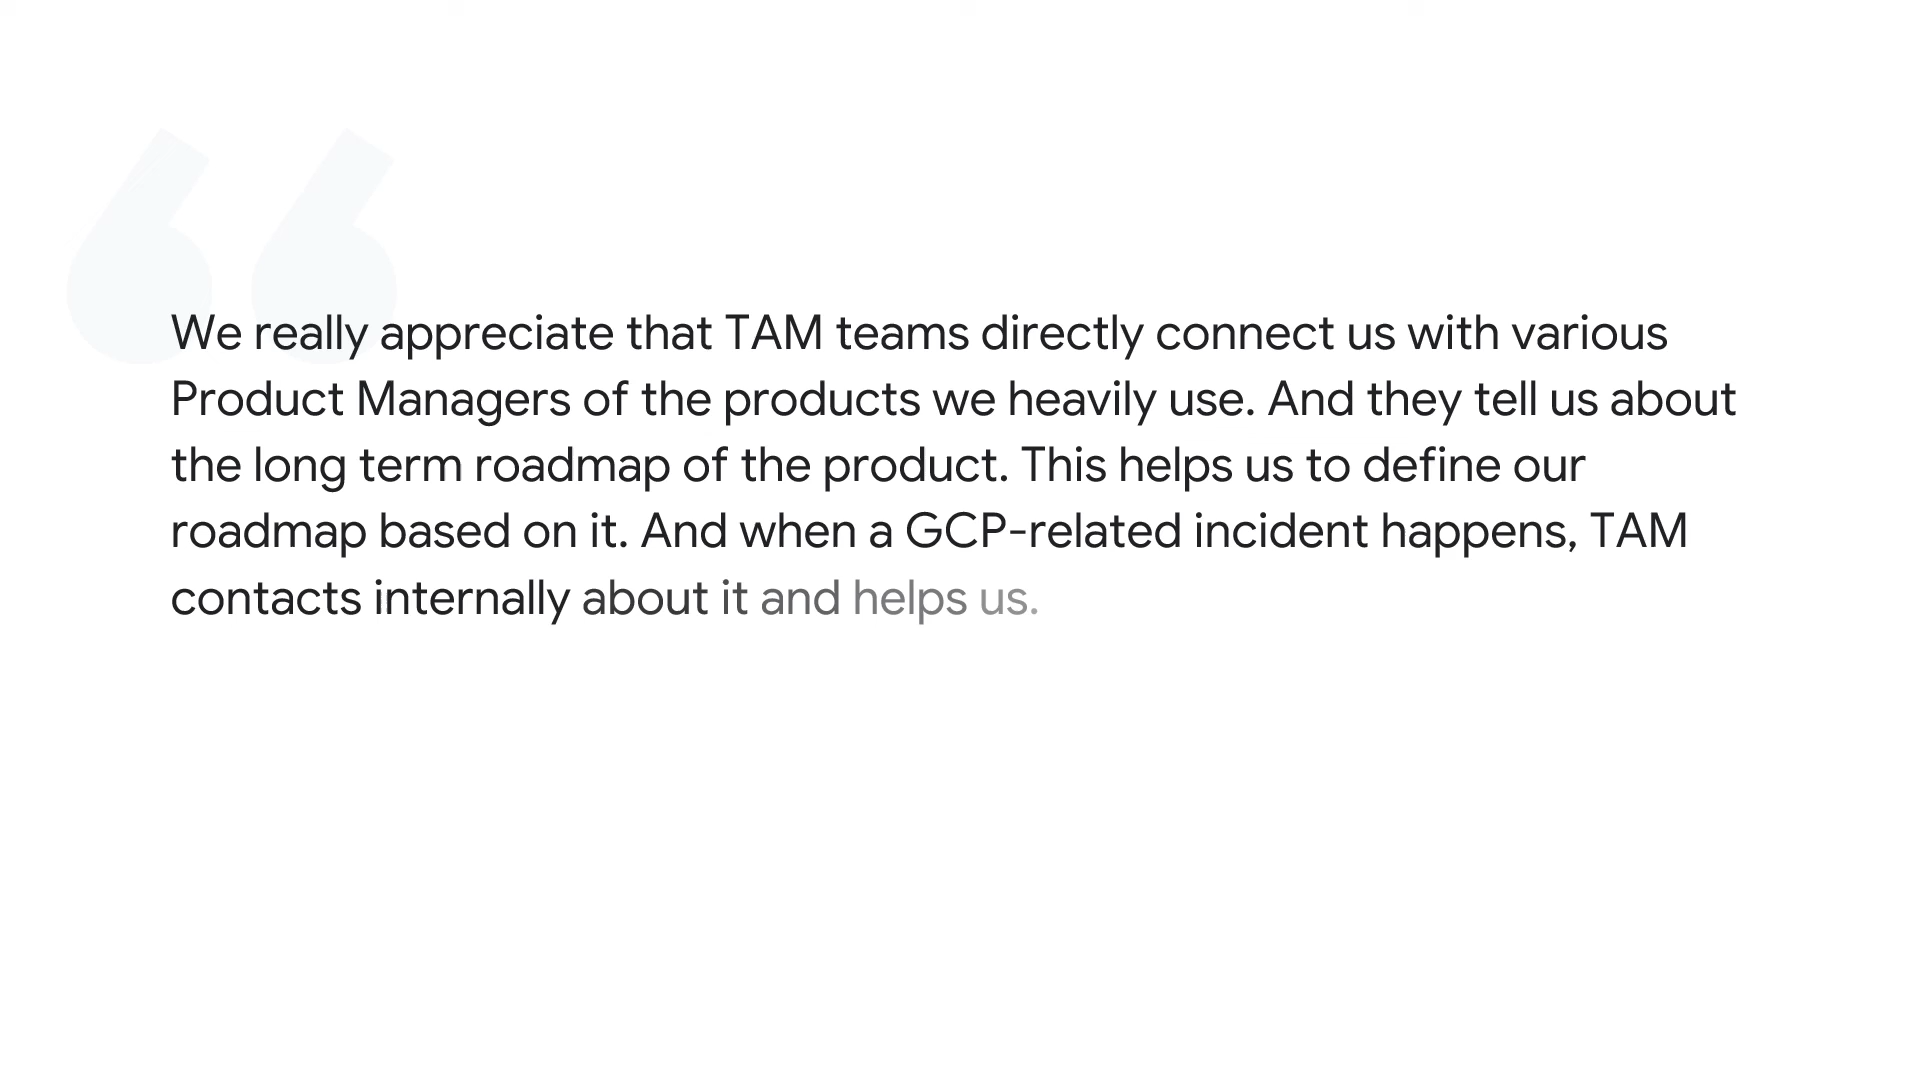 We really appreciate that TAM teams directly connect us with various
Product Managers of the products we heavily use. And they tell us about
the long term roadmap of the product. This helps us to define our
roadmap based on it. And when a GCP-related incident happens, TAM
contacts internally about it and helps us.